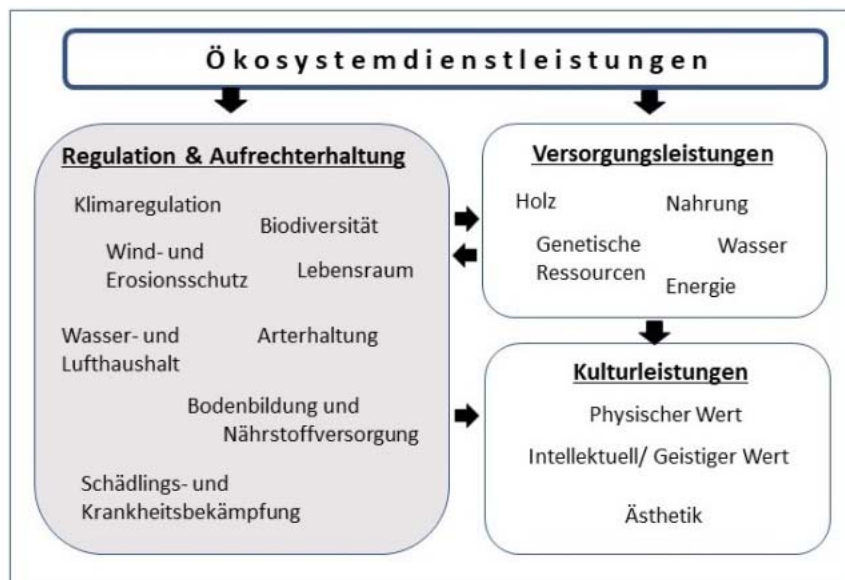 Ökosystemdienstleistungen
Regulation & Aufrechterhaltung
Klimaregulation
Biodiversität
Wind- und
Erosionsschutz
Lebensraum
Wasser- und
Lufthaushalt
Arterhaltung
Bodenbildung und
Nährstoffversorgung
Schädlings- und
Krankheitsbekämpfung
Versorgungsleistungen
Holz
Nahrung
Genetische
Ressourcen
Wasser
Energie
Kulturleistungen
Physischer Wert
Intellektuell/ Geistiger Wert
Ästhetik